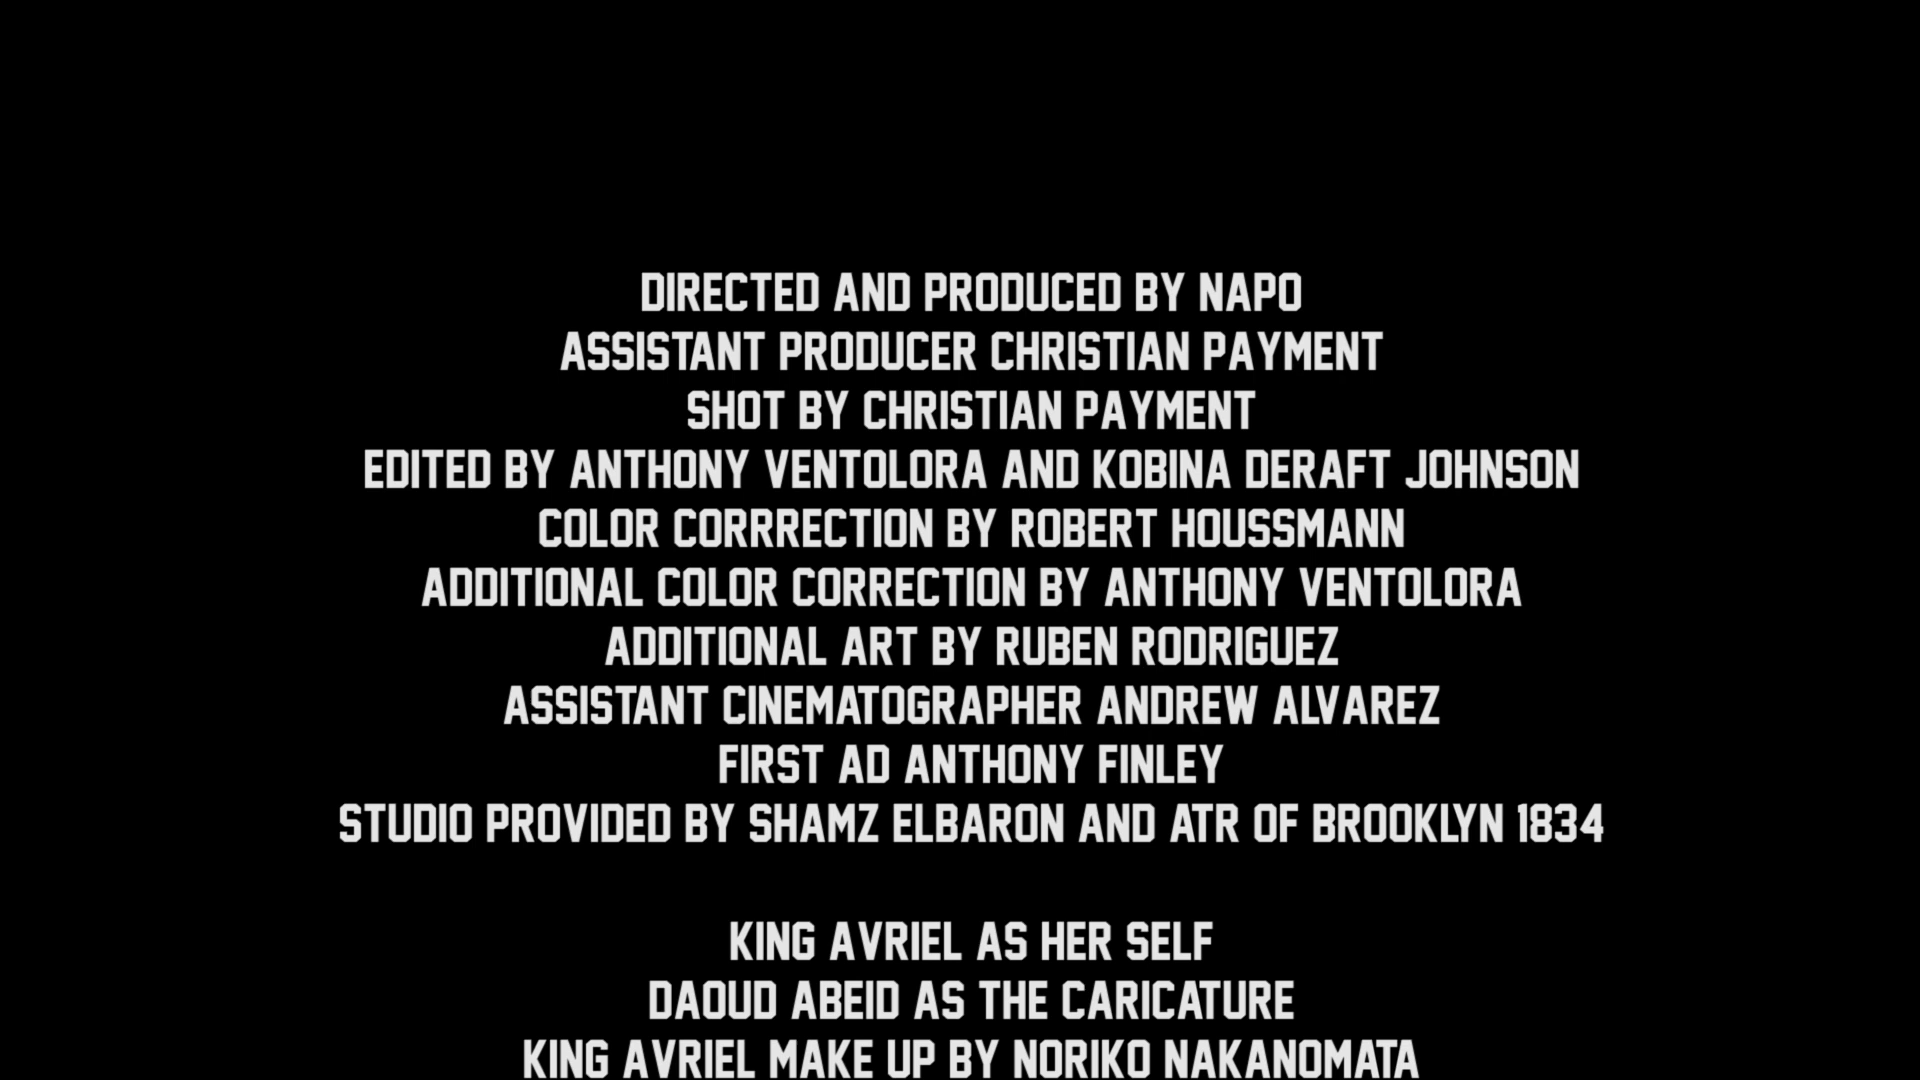 DIRECTED AND PRODUCED BY NAPO
ASSISTANT PRODUCER CHRISTIAN PAYMENT
SHOT BY CHRISTIAN PAYMENT
EDITED BY ANTHONY VENTOLORA AND KOBINA DERAFT JOHNSON
COLOR CORRRECTION BY ROBERT HOUSSMANN
ADDITIONAL COLOR CORRECTION BY ANTHONY VENTOLORA
ADDITIONAL ART BY RUBEN RODRIGUEZ
ASSISTANT CINEMATOGRAPHER ANDREW ALVAREZ
FIRST AD ANTHONY FINLEY
STUDIO PROVIDED BY SHAMZ ELBARON AND ATR OF BROOKLYN 1834
KING AVRIEL AS HER SELF
DAOUD ABEID AS THE CARICATURE
KING AVRIEL MAKE UP BY NORIKO NAKANOMATA